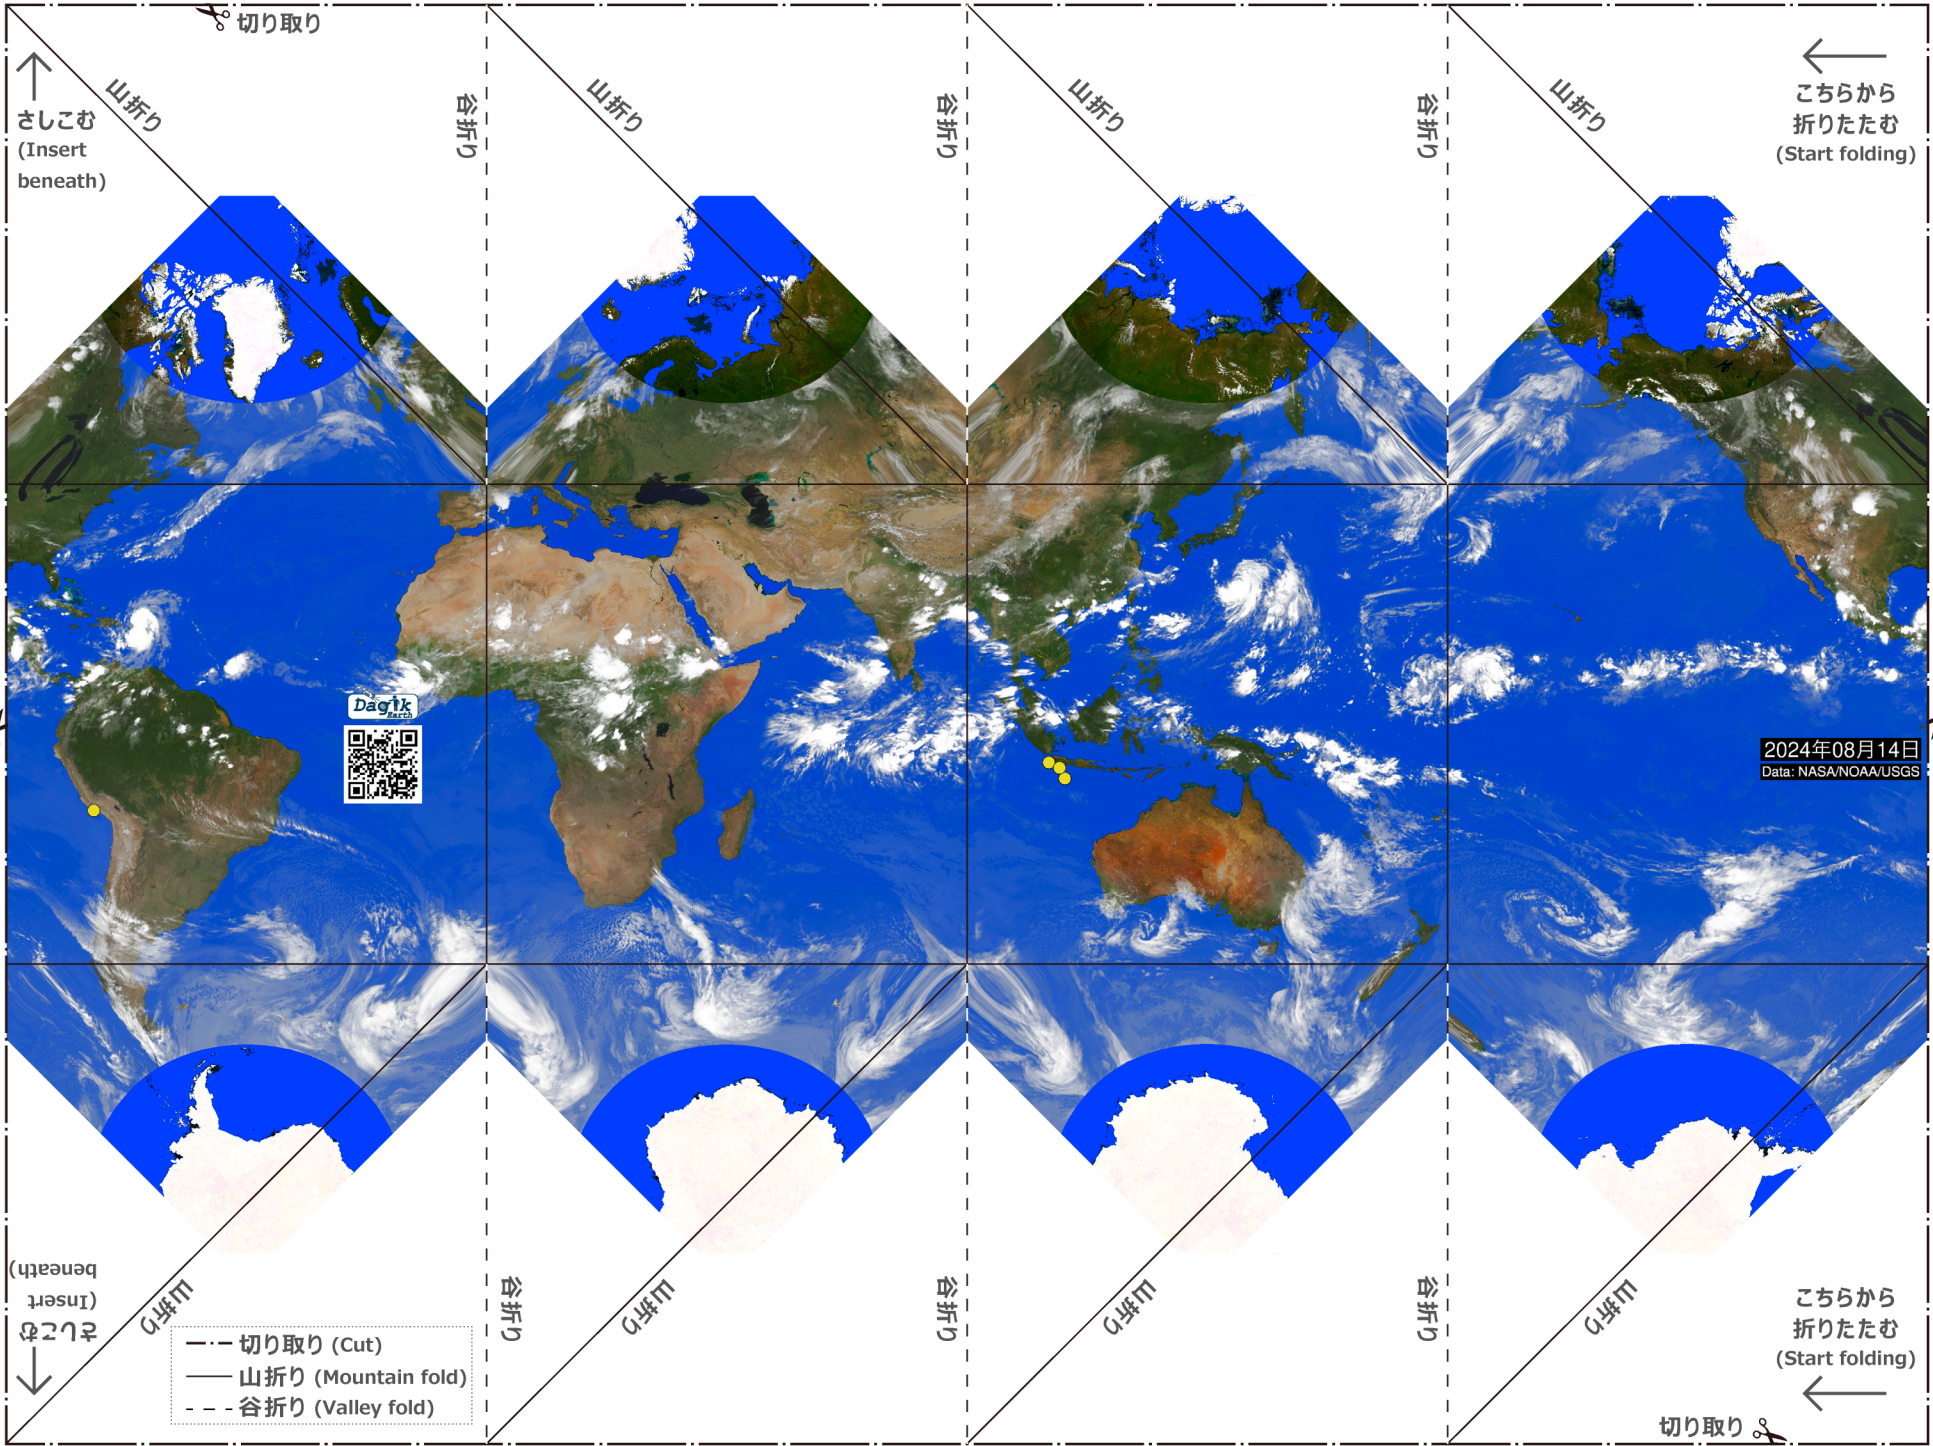 切り取り
山折り
谷折り
山折り
谷折り
山折り
谷折り
山折り
さしこむ
(Insert
beneath)
こちらから
折りたたむ
(Start folding)
Dagik
Earth
2024年08月14日
Data: NASA/NOAA/USGS
さしこむ
(Insert
beneath)
山折り
谷折り
山折り
谷折り
山折り
谷折り
山折り
こちらから
折りたたむ
(Start folding)
切り取り (Cut)
山折り (Mountain fold)
谷折り (Valley fold)
切り取り